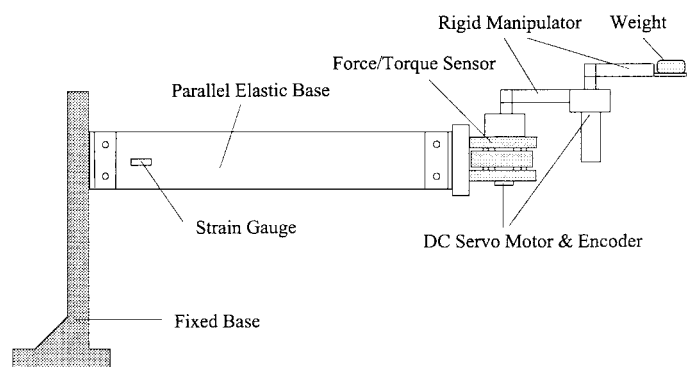 Rigid Manipulator
Weight
Force/Torque Sensor
Parallel Elastic Base
Strain Gauge
DC Servo Motor & Encoder
Fixed Base